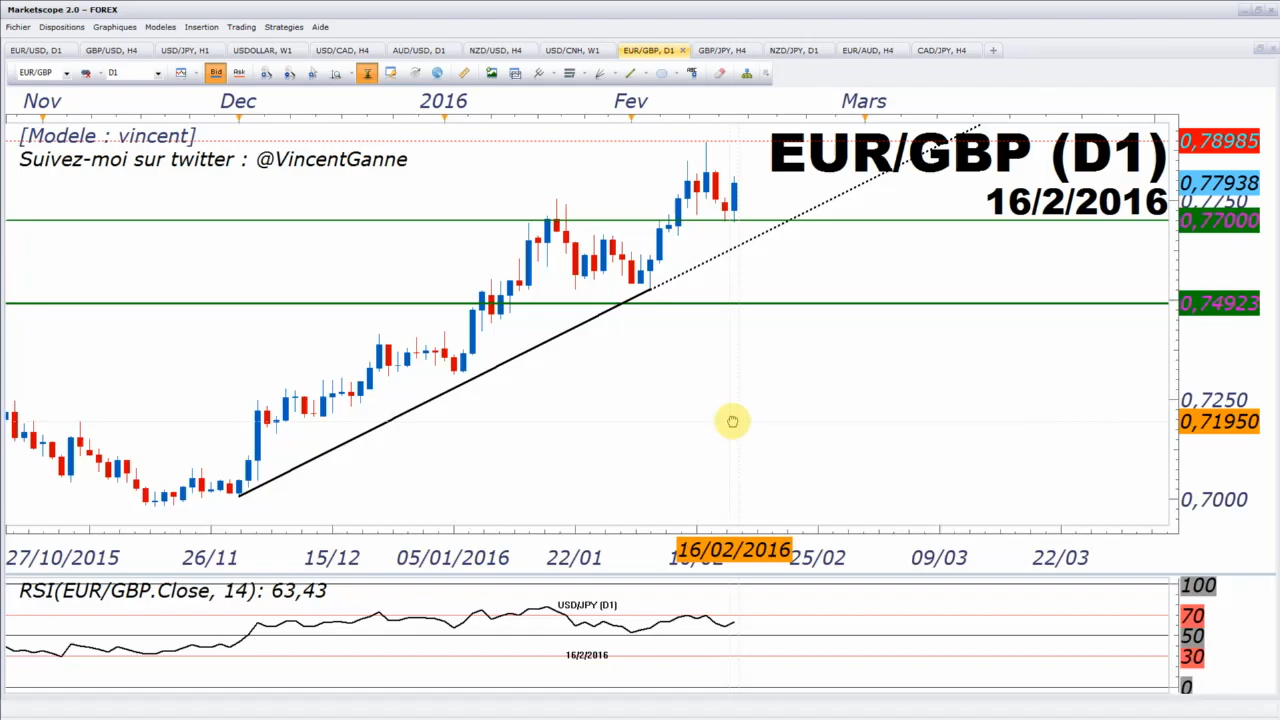 Marketscope 2.0 – FOREX
Fichier Dispositions Graphiques Modeles Insertion Trading Strategies Aide
EUR/USD, D1 GBP/USD, H4 USD/JPY, H1 USDOLLAR, W1 USD/CAD, H4 AUD/USD, D1 NZD/USD, H4 USD/CNH, W1 EUR/GBP, D1 GBP/JPY, H4 NZD/JPY, D1 EUR/AUD, H4 CAD/JPY, H4
EUR/GBP D1 Bid Ask
Nov Dec 2016 Fev Mars
[Modele : vincent]
Suivez-moi sur twitter : @VincentGanne
EUR/GBP (D1)
16/2/2016
0,78985
0,77938
0,7750
0,77000
0,74923
0,7250
0,71950
0,7000
27/10/2015 26/11 15/12 05/01/2016 22/01 16/02/2016 25/02 09/03 22/03
RSI(EUR/GBP.Close, 14): 63,43
USD/JPY (D1)
16/2/2016
100
70
50
30
0